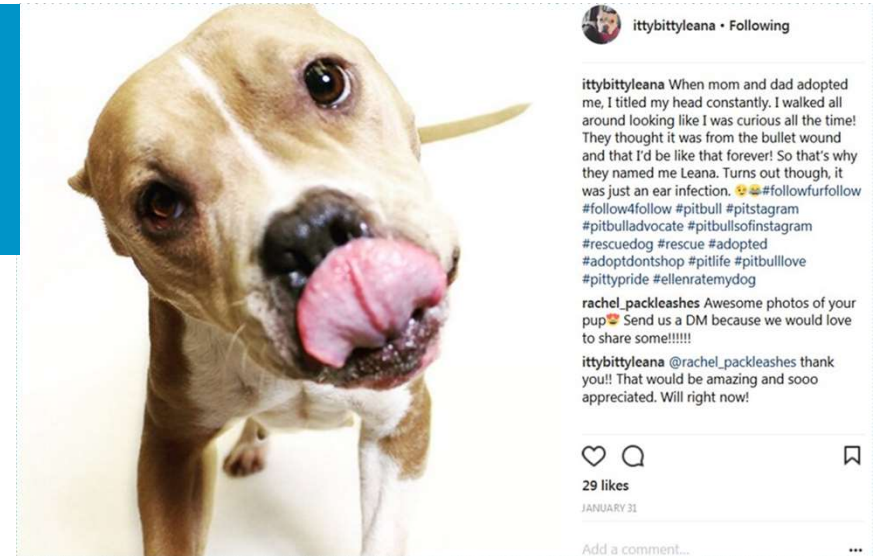 ittybittyleana • Following
ittybittyleana When mom and dad adopted
me, I titled my head constantly. I walked all
around looking like I was curious all the time!
They thought it was from the bullet wound
and that I'd be like that forever! So that's why
they named me Leana. Turns out though, it
was just an ear infection. 😉😂#followfurfollow
#follow4follow #pitbull #pitstagram
#pitbulladvocate #pitbullsofinstagram
#rescuedog #rescue #adopted
#adoptdontshop #pitlife #pitbulllove
#pittypride #ellenratemydog
rachel_packleashes Awesome photos of your
pup😍 Send us a DM because we would love
to share some!!!!!!
ittybittyleana @rachel_packleashes thank
you!! That would be amazing and sooo
appreciated. Will right now!
29 likes
JANUARY 31
Add a comment...